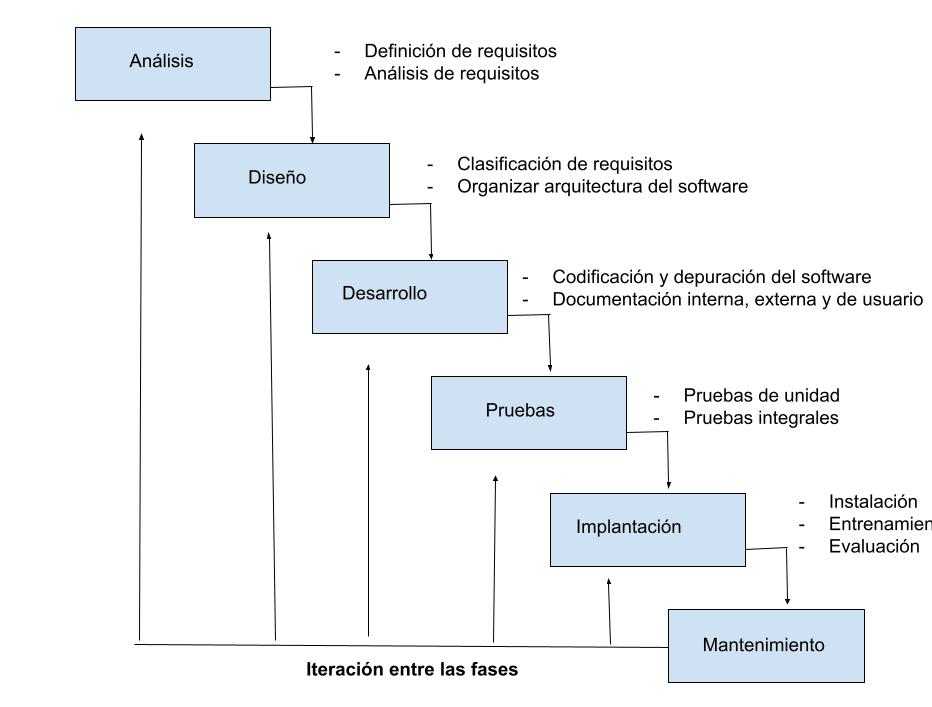 Análisis
- Definición de requisitos
- Análisis de requisitos
Diseño
- Clasificación de requisitos
- Organizar arquitectura del software
Desarrollo
- Codificación y depuración del software
- Documentación interna, externa y de usuario
Pruebas
- Pruebas de unidad
- Pruebas integrales
Implantación
- Instalación
- Entrenamien
- Evaluación
Mantenimiento
Iteración entre las fases